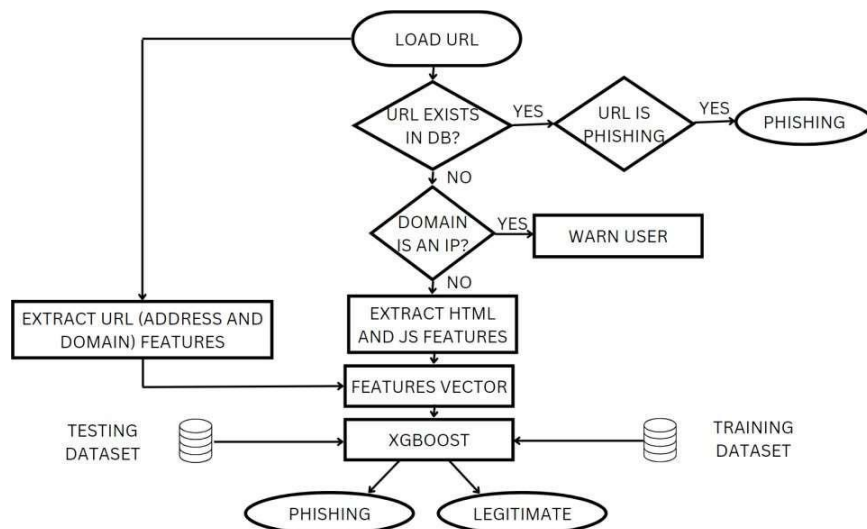 LOAD URL
URL EXISTS
IN DB?
YES
URL IS
PHISHING
YES
PHISHING
NO
DOMAIN
IS AN IP?
YES
WARN USER
NO
EXTRACT URL (ADDRESS AND
DOMAIN) FEATURES
EXTRACT HTML
AND JS FEATURES
FEATURES VECTOR
TESTING
DATASET
XGBOOST
TRAINING
DATASET
PHISHING
LEGITIMATE